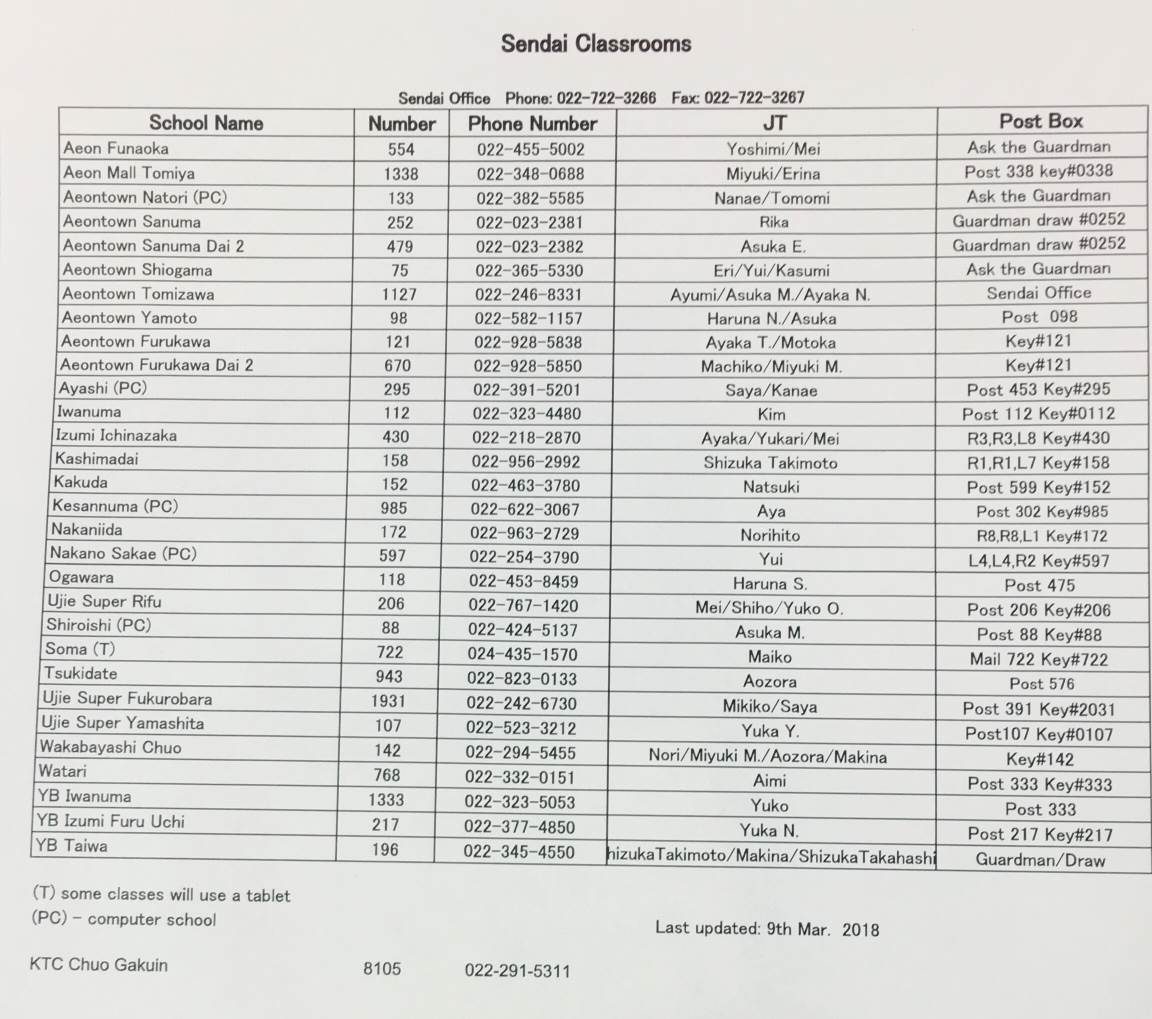 Sendai Classrooms
Sendai Office Phone: 022-722-3266 Fax: 022-722-3267
School Name Number Phone Number JT Post Box
Aeon Funaoka 554 022-455-5002 Yoshimi/Mei Ask the Guardman
Aeon Mall Tomiya 1338 022-348-0688 Miyuki/Erina Post 338 key#0338
Aeontown Natori (PC) 133 022-382-5585 Nanae/Tomomi Ask the Guardman
Aeontown Sanuma 252 022-023-2381 Rika Guardman draw #0252
Aeontown Sanuma Dai 2 479 022-023-2382 Asuka E. Guardman draw #0252
Aeontown Shiogama 75 022-365-5330 Eri/Yui/Kasumi Ask the Guardman
Aeontown Tomizawa 1127 022-246-8331 Ayumi/Asuka M./Ayaka N. Sendai Office
Aeontown Yamoto 98 022-582-1157 Haruna N./Asuka Post 098
Aeontown Furukawa 121 022-928-5838 Ayaka T./Motoka Key#121
Aeontown Furukawa Dai 2 670 022-928-5850 Machiko/Miyuki M. Key#121
Ayashi (PC) 295 022-391-5201 Saya/Kanae Post 453 Key#295
Iwanuma 112 022-323-4480 Kim Post 112 Key#0112
Izumi Ichinazaka 430 022-218-2870 Ayaka/Yukari/Mei R3,R3,L8 Key#430
Kashimadai 158 022-956-2992 Shizuka Takimoto R1,R1,L7 Key#158
Kakuda 152 022-463-3780 Natsuki Post 599 Key#152
Kesannuma (PC) 985 022-622-3067 Aya Post 302 Key#985
Nakaniida 172 022-963-2729 Norihito R8,R8,L1 Key#172
Nakano Sakae (PC) 597 022-254-3790 Yui L4,L4,R2 Key#597
Ogawara 118 022-453-8459 Haruna S. Post 475
Ujie Super Rifu 206 022-767-1420 Mei/Shiho/Yuko O. Post 206 Key#206
Shiroishi (PC) 88 022-424-5137 Asuka M. Post 88 Key#88
Soma (T) 722 024-435-1570 Maiko Mail 722 Key#722
Tsukidate 943 022-823-0133 Aozora Post 576
Ujie Super Fukurobara 1931 022-242-6730 Mikiko/Saya Post 391 Key#2031
Ujie Super Yamashita 107 022-523-3212 Yuka Y. Post107 Key#0107
Wakabayashi Chuo 142 022-294-5455 Nori/Miyuki M./Aozora/Makina Key#142
Watari 768 022-332-0151 Aimi Post 333 Key#333
YB Iwanuma 1333 022-323-5053 Yuko Post 333
YB Izumi Furu Uchi 217 022-377-4850 Yuka N. Post 217 Key#217
YB Taiwa 196 022-345-4550 hizukaTakimoto/Makina/ShizukaTakahashi Guardman/Draw
(T) some classes will use a tablet
(PC) - computer school
Last updated: 9th Mar. 2018
KTC Chuo Gakuin 8105 022-291-5311